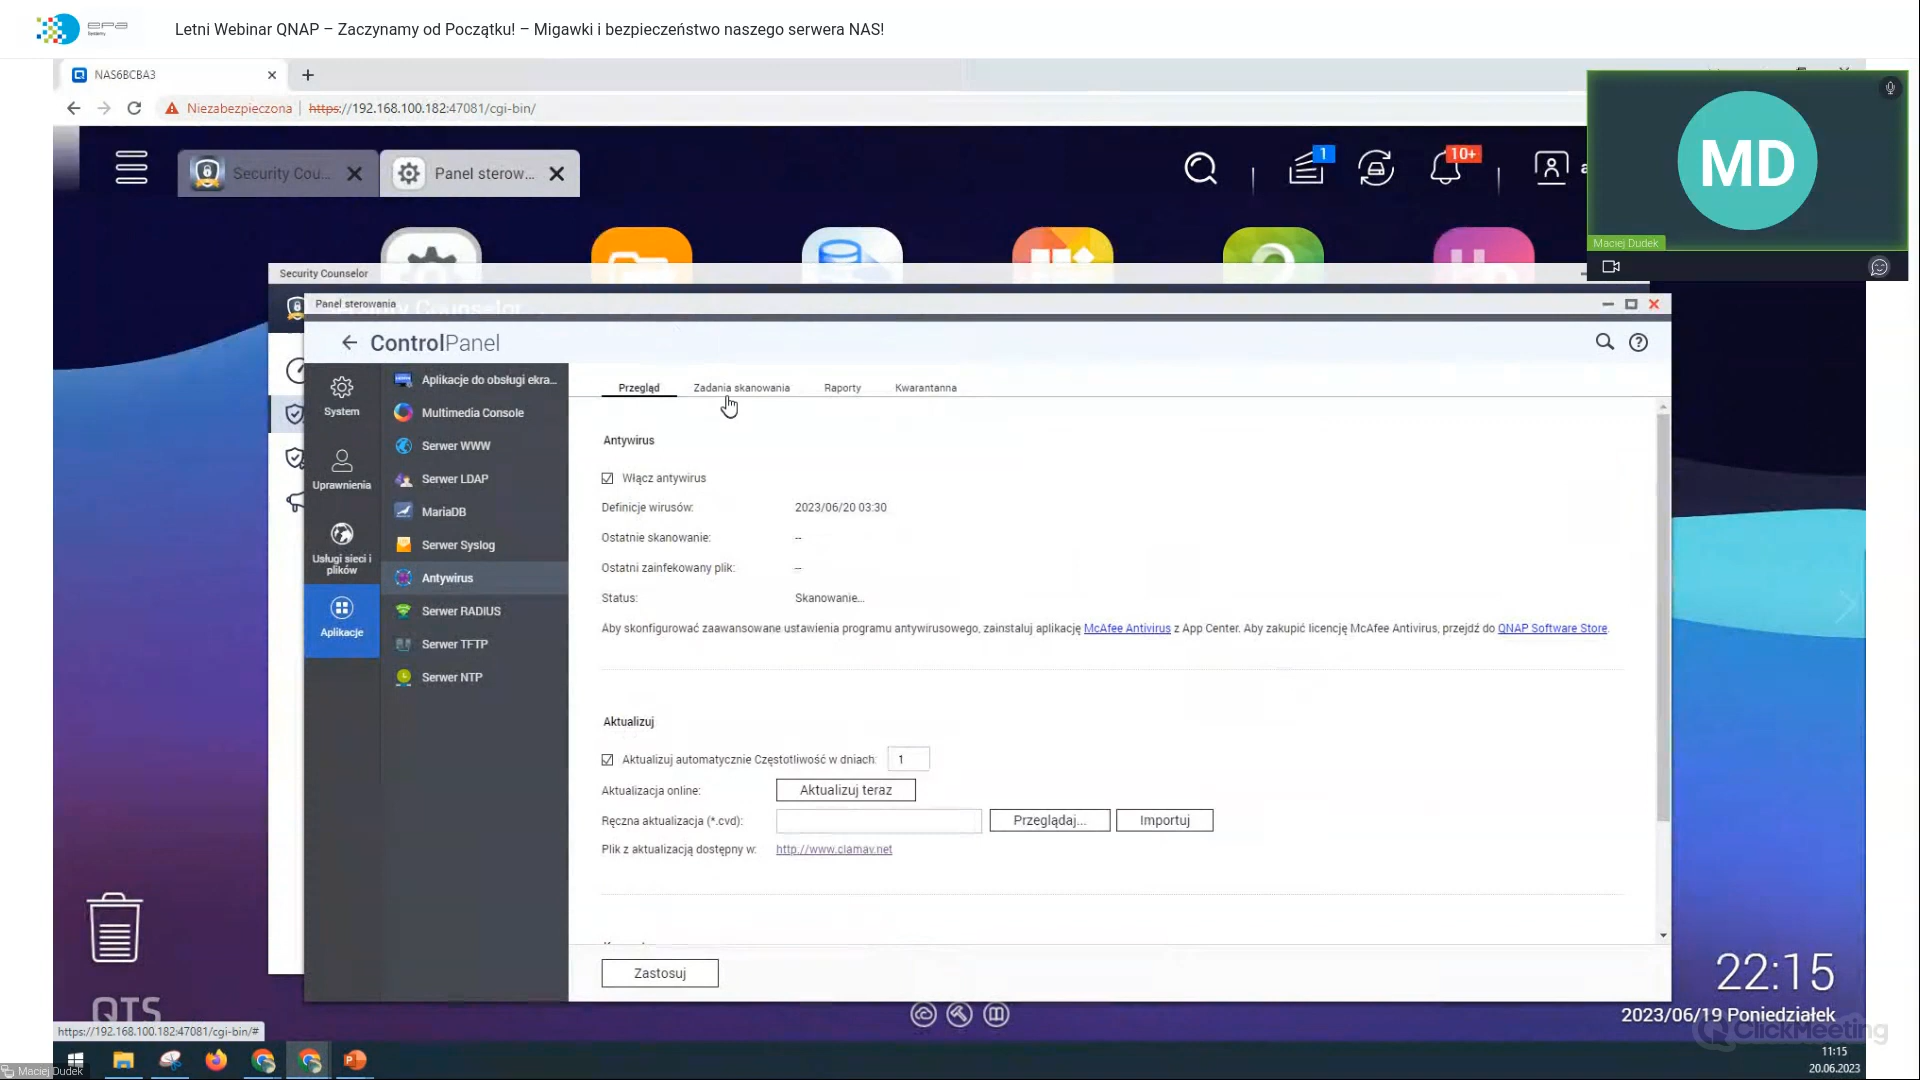 epa
Systemy
Letni Webinar QNAP – Zaczynamy od Początku! – Migawki i bezpieczeństwo naszego serwera NAS!
NAS6BCBA3
Niezabezpieczona
https://192.168.100.182:47081/cgi-bin/
Security Cou...
Panel sterow...
1
10+
MD
Maciej Dudek
Security Counselor
Panel sterowania
ControlPanel
System
Uprawnienia
Usługi sieci i
plików
Aplikacje
Aplikacje do obsługi ekra...
Multimedia Console
Serwer WWW
Serwer LDAP
MariaDB
Serwer Syslog
Antywirus
Serwer RADIUS
Serwer TFTP
Serwer NTP
Przegląd
Zadania skanowania
Raporty
Kwarantanna
Antywirus
Włącz antywirus
Definicje wirusów: 2023/06/20 03:30
Ostatnie skanowanie: --
Ostatni zainfekowany plik: --
Status: Skanowanie...
Aby skonfigurować zaawansowane ustawienia programu antywirusowego, zainstaluj aplikację McAfee Antivirus z App Center. Aby zakupić licencję McAfee Antivirus, przejdź do QNAP Software Store.
Aktualizuj
Aktualizuj automatycznie Częstotliwość w dniach: 1
Aktualizacja online: Aktualizuj teraz
Ręczna aktualizacja (*.cvd): Przeglądaj... Importuj
Plik z aktualizacją dostępny w: http://www.clamav.net
Zastosuj
QTS
22:15
2023/06/19 Poniedziałek
ClickMeeting
https://192.168.100.182:47081/cgi-bin/#
Maciej Dudek
11:15
20.06.2023